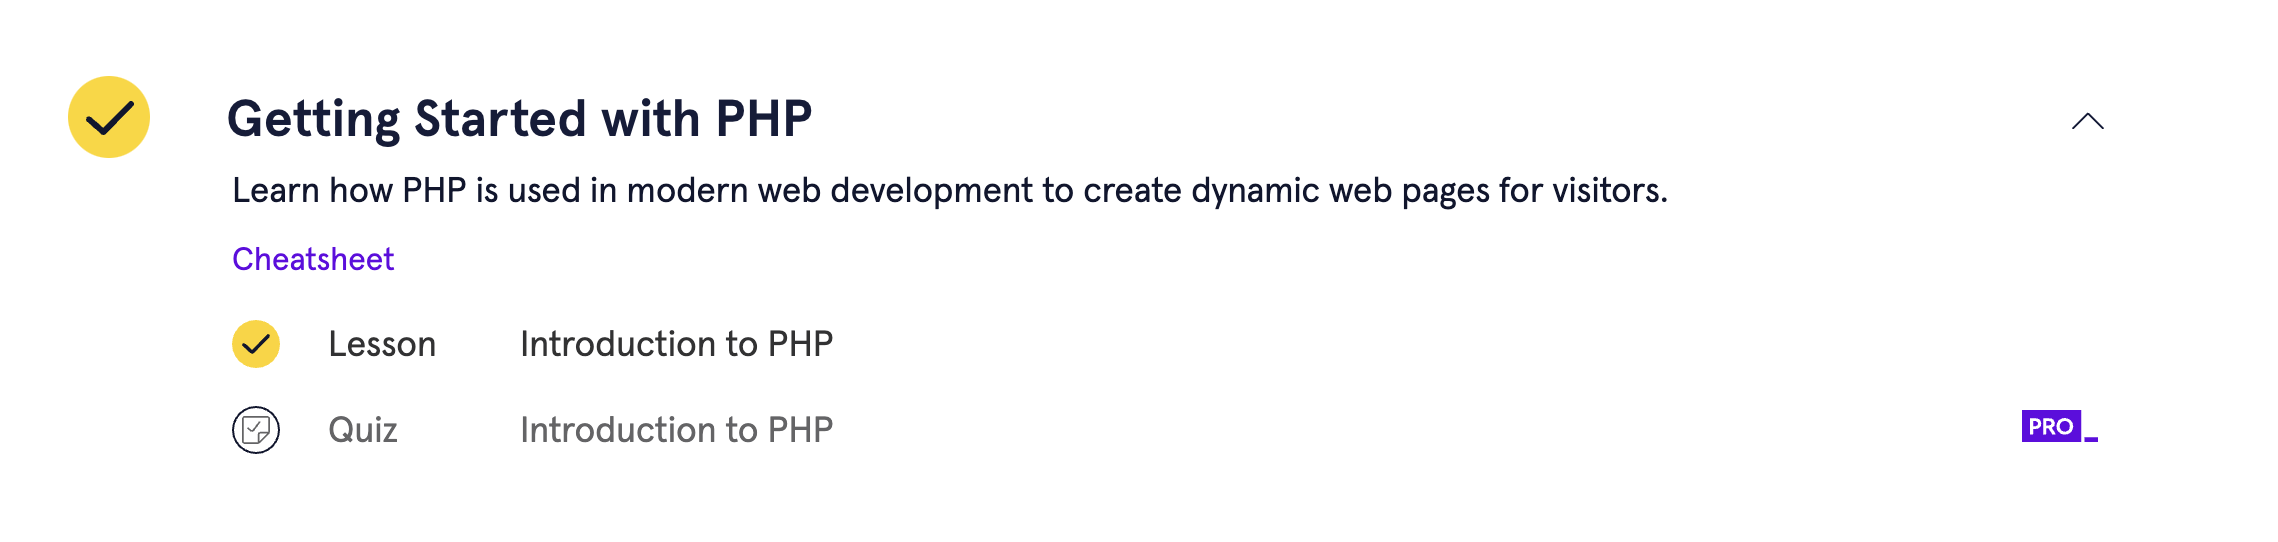 Getting Started with PHP
Learn how PHP is used in modern web development to create dynamic web pages for visitors.
Cheatsheet
Lesson Introduction to PHP
Quiz Introduction to PHP PRO_